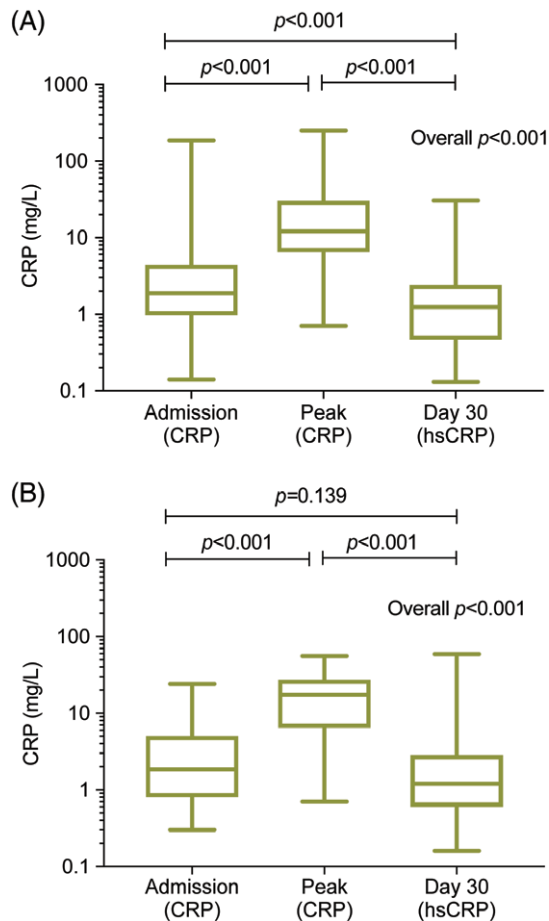 (A)
p<0.001
p<0.001 p<0.001
Overall p<0.001
CRP (mg/L)
1000
100
10
1
0.1
Admission Peak Day 30
(CRP) (CRP) (hsCRP)
(B)
p=0.139
p<0.001 p<0.001
Overall p<0.001
CRP (mg/L)
1000
100
10
1
0.1
Admission Peak Day 30
(CRP) (CRP) (hsCRP)